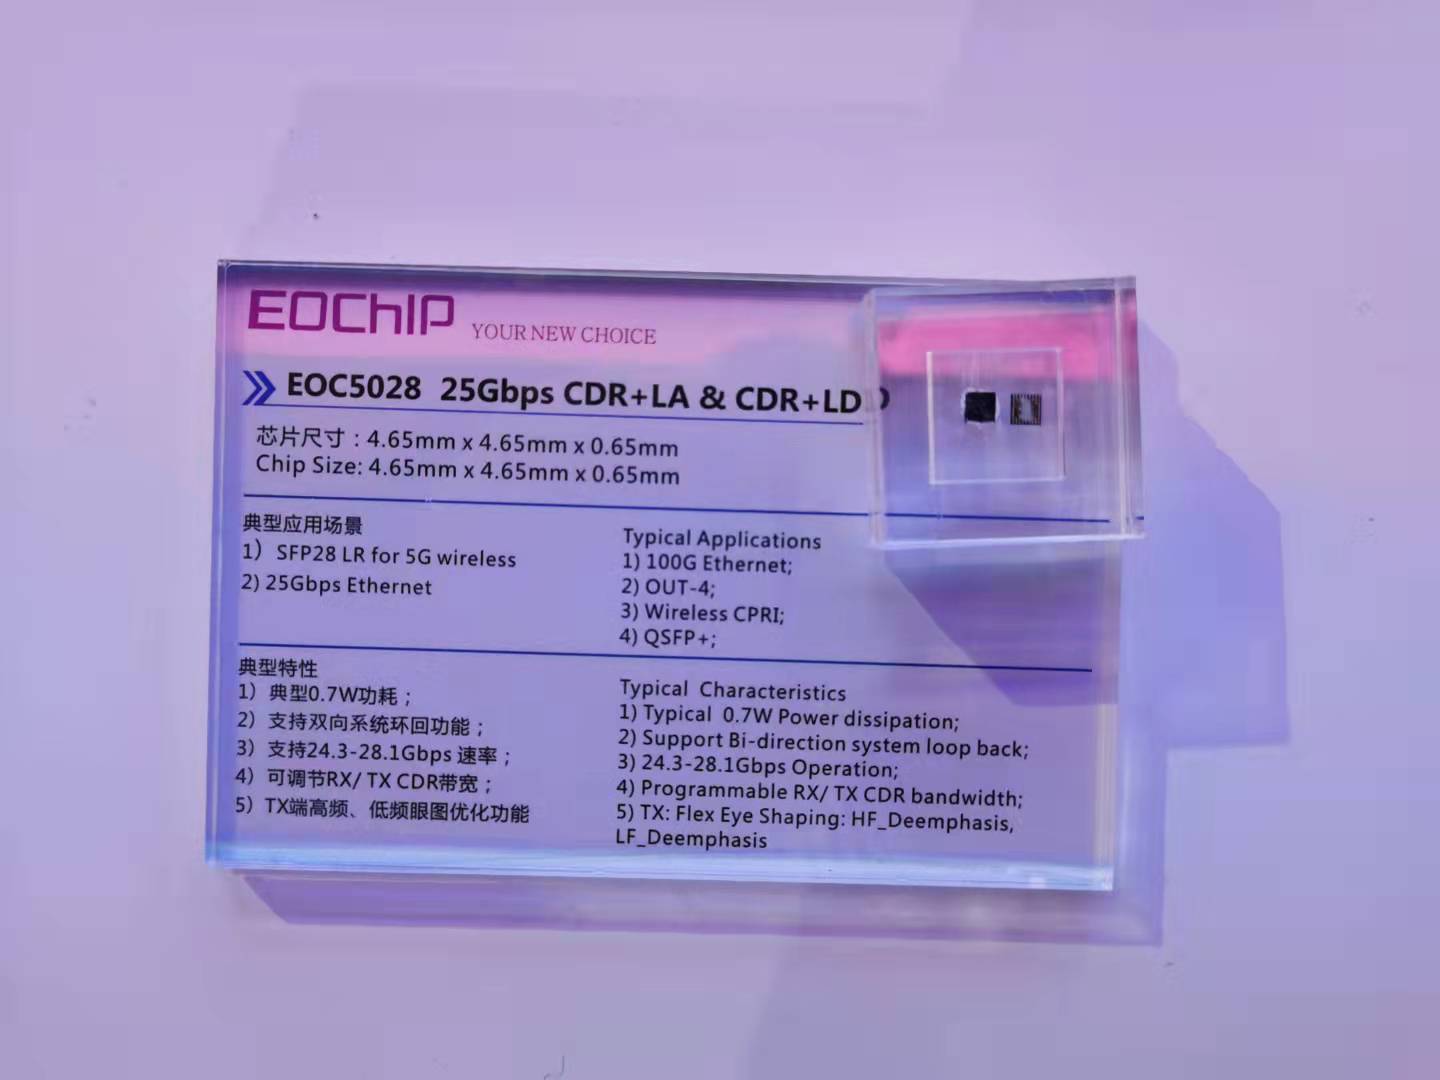 EOCHIP YOUR NEW CHOICE
EOC5028 25Gbps CDR+LA & CDR+LDD
芯片尺寸：4.65mm x 4.65mm x 0.65mm
Chip Size: 4.65mm x 4.65mm x 0.65mm
典型应用场景
1）SFP28 LR for 5G wireless
2) 25Gbps Ethernet
Typical Applications
1) 100G Ethernet;
2) OUT-4;
3) Wireless CPRI;
4) QSFP+;
典型特性
1）典型0.7W功耗；
2）支持双向系统环回功能；
3）支持24.3-28.1Gbps 速率；
4）可调节RX/ TX CDR带宽；
5）TX端高频、低频眼图优化功能
Typical Characteristics
1) Typical 0.7W Power dissipation;
2) Support Bi-direction system loop back;
3) 24.3-28.1Gbps Operation;
4) Programmable RX/ TX CDR bandwidth;
5) TX: Flex Eye Shaping: HF_Deemphasis,
LF_Deemphasis